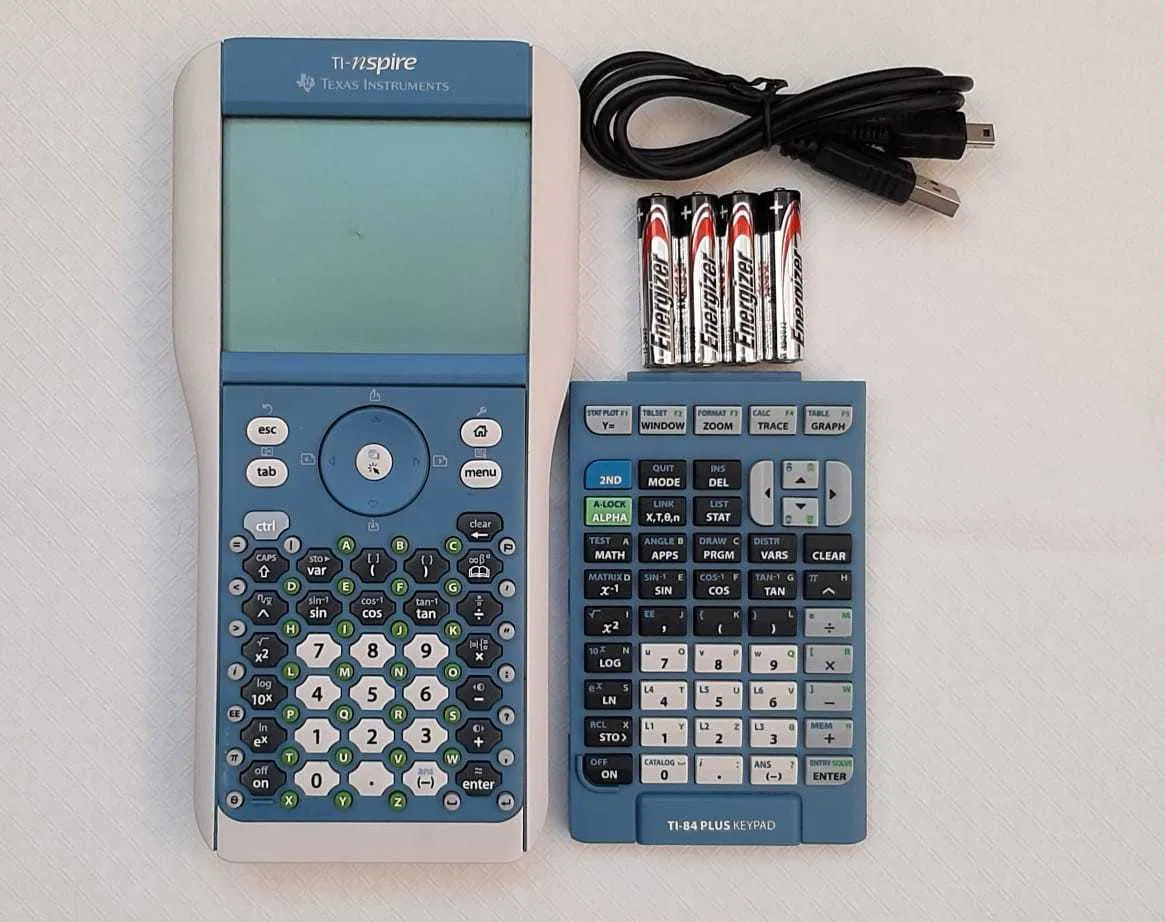 TI-nspire
TEXAS INSTRUMENTS
esc
tab
menu
ctrl
clear
= | A B C
CAPS
sto▸ var
[ ] (
{ } )
∞β°
< D E F G '
ⁿ√x ^
sin⁻¹ sin
cos⁻¹ cos
tan⁻¹ tan
÷
> H I J K "
√ x²
7 8 9
×
i L M N O :
log 10ˣ
4 5 6
−
EE P Q R S ?
ln eˣ
1 2 3
+
π T U V W ,
off on
0 .
ans (−)
≈ enter
θ X Y Z
Energizer
Energizer
Energizer
Energizer
STAT PLOT F1 TBLSET F2 FORMAT F3 CALC F4 TABLE F5
Y= WINDOW ZOOM TRACE GRAPH
QUIT INS
2ND MODE DEL
A-LOCK LINK LIST
ALPHA X,T,θ,n STAT
TEST A ANGLE B DRAW C DISTR
MATH APPS PRGM VARS CLEAR
MATRIX D SIN⁻¹ E COS⁻¹ F TAN⁻¹ G π H
x⁻¹ SIN COS TAN ^
√ I EE J { K } L e M
x² , ( ) ÷
10ˣ N u O v P w Q [ R
LOG 7 8 9 ×
eˣ S L4 T L5 U L6 V ] W
LN 4 5 6 −
RCL X L1 Y L2 Z L3 θ MEM "
STO› 1 2 3 +
OFF CATALOG i : ANS ? ENTRY SOLVE
ON 0 . (−) ENTER
TI-84 PLUS KEYPAD